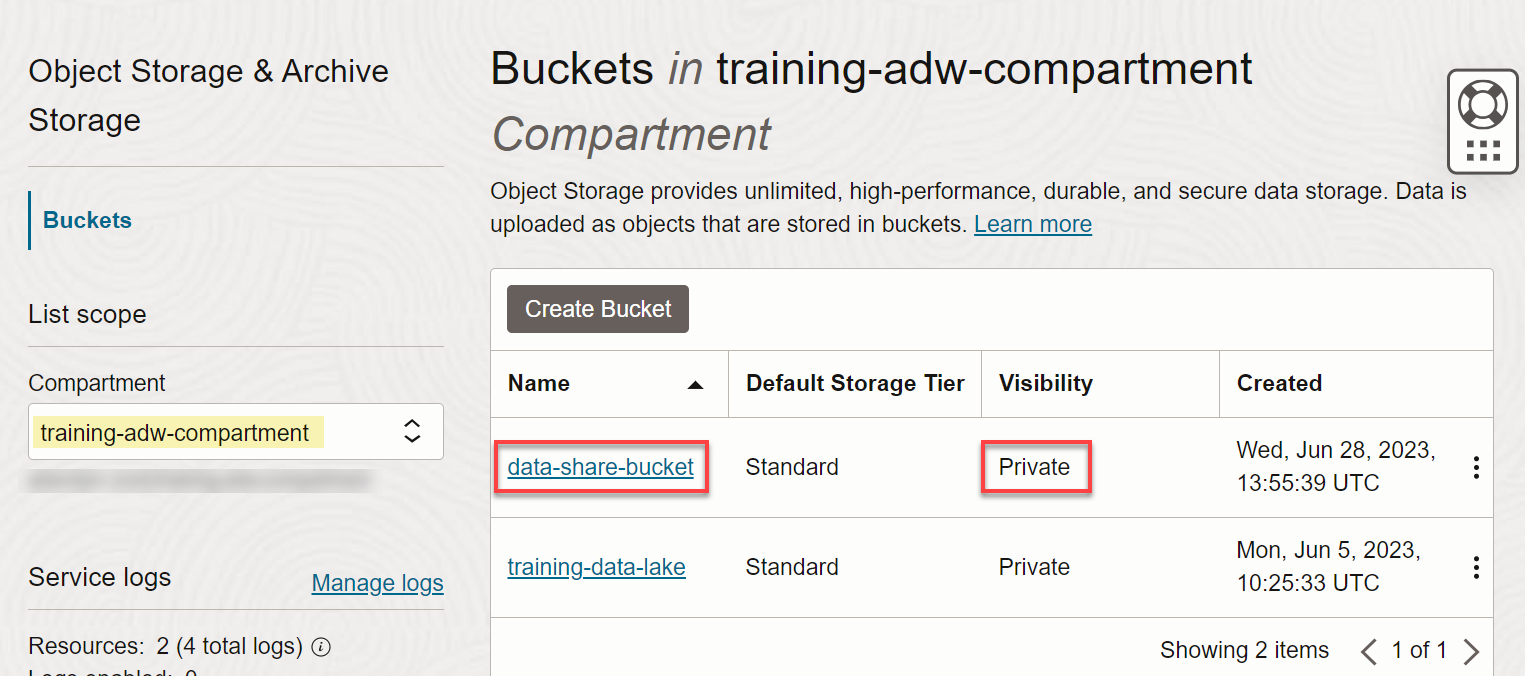 Object Storage & Archive
Storage
Buckets
List scope
Compartment
training-adw-compartment
Service logs
Manage logs
Resources: 2 (4 total logs)
Logs enabled: 0
Buckets in training-adw-compartment
Compartment
Object Storage provides unlimited, high-performance, durable, and secure data storage. Data is
uploaded as objects that are stored in buckets. Learn more
Create Bucket
Name Default Storage Tier Visibility Created
data-share-bucket Standard Private Wed, Jun 28, 2023,
13:55:39 UTC
training-data-lake Standard Private Mon, Jun 5, 2023,
10:25:33 UTC
Showing 2 items 1 of 1